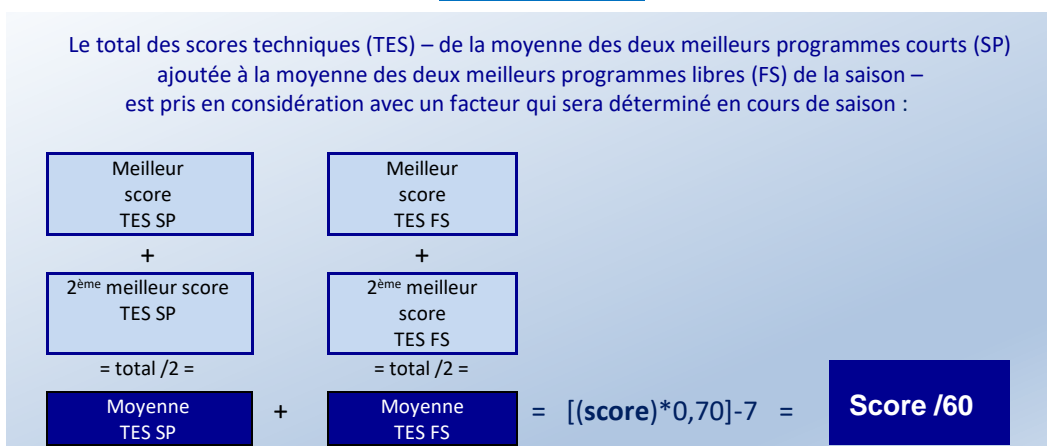 Le total des scores techniques (TES) – de la moyenne des deux meilleurs programmes courts (SP)
ajoutée à la moyenne des deux meilleurs programmes libres (FS) de la saison –
est pris en considération avec un facteur qui sera déterminé en cours de saison :
Meilleur
score
TES SP
+
2ème meilleur score
TES SP
= total /2 =
Moyenne
TES SP
+
Meilleur
score
TES FS
+
2ème meilleur
score
TES FS
= total /2 =
Moyenne
TES FS
= [(score)*0,70]-7 =
Score /60